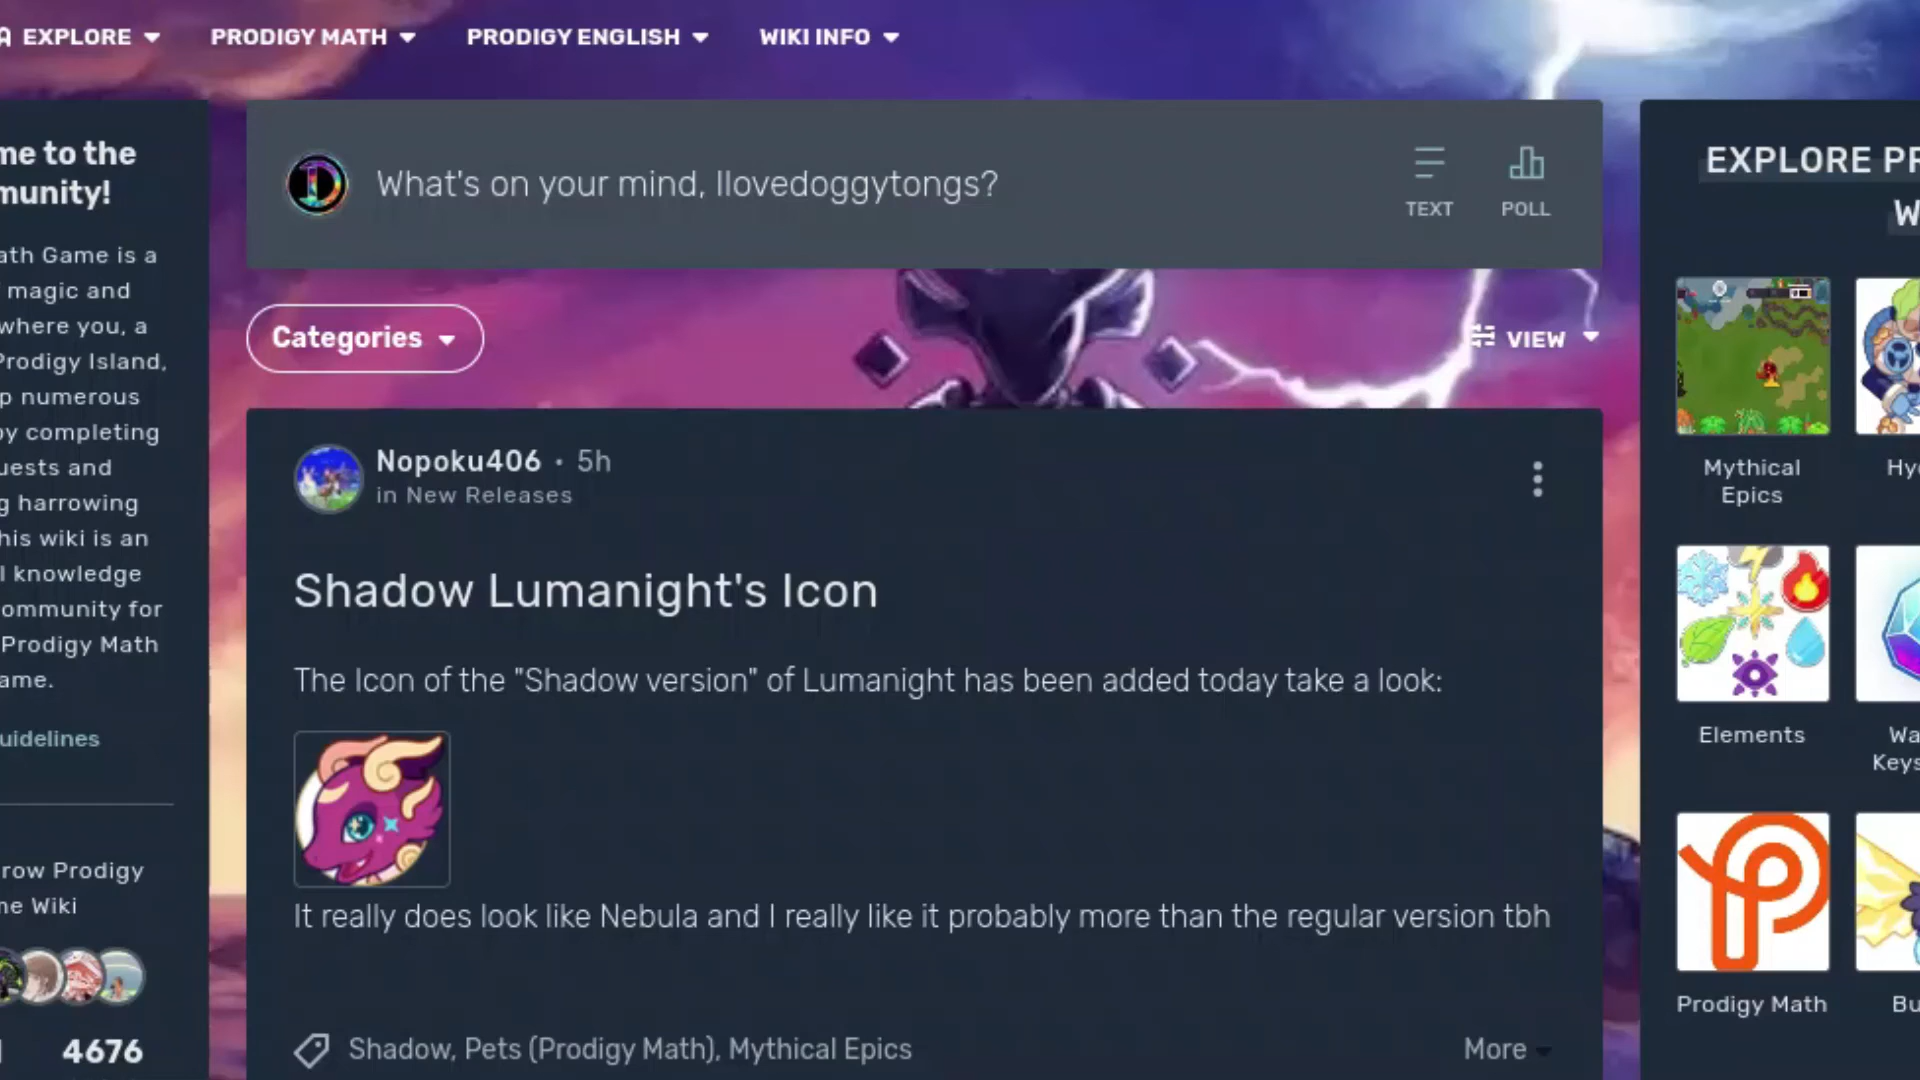 EXPLORE
PRODIGY MATH
PRODIGY ENGLISH
WIKI INFO
me to the
munity!
ath Game is a
magic and
where you, a
Prodigy Island,
p numerous
by completing
uests and
g harrowing
his wiki is an
l knowledge
ommunity for
Prodigy Math
ame.
uidelines
row Prodigy
ne Wiki
4676
What's on your mind, Ilovedoggytongs?
TEXT
POLL
Categories
VIEW
Nopoku406 • 5h
in New Releases
Shadow Lumanight's Icon
The Icon of the "Shadow version" of Lumanight has been added today take a look:
It really does look like Nebula and I really like it probably more than the regular version tbh
Shadow, Pets (Prodigy Math), Mythical Epics
More
EXPLORE PR
W
Mythical
Epics
Hy
Elements
Wa
Keys
Prodigy Math
Bu